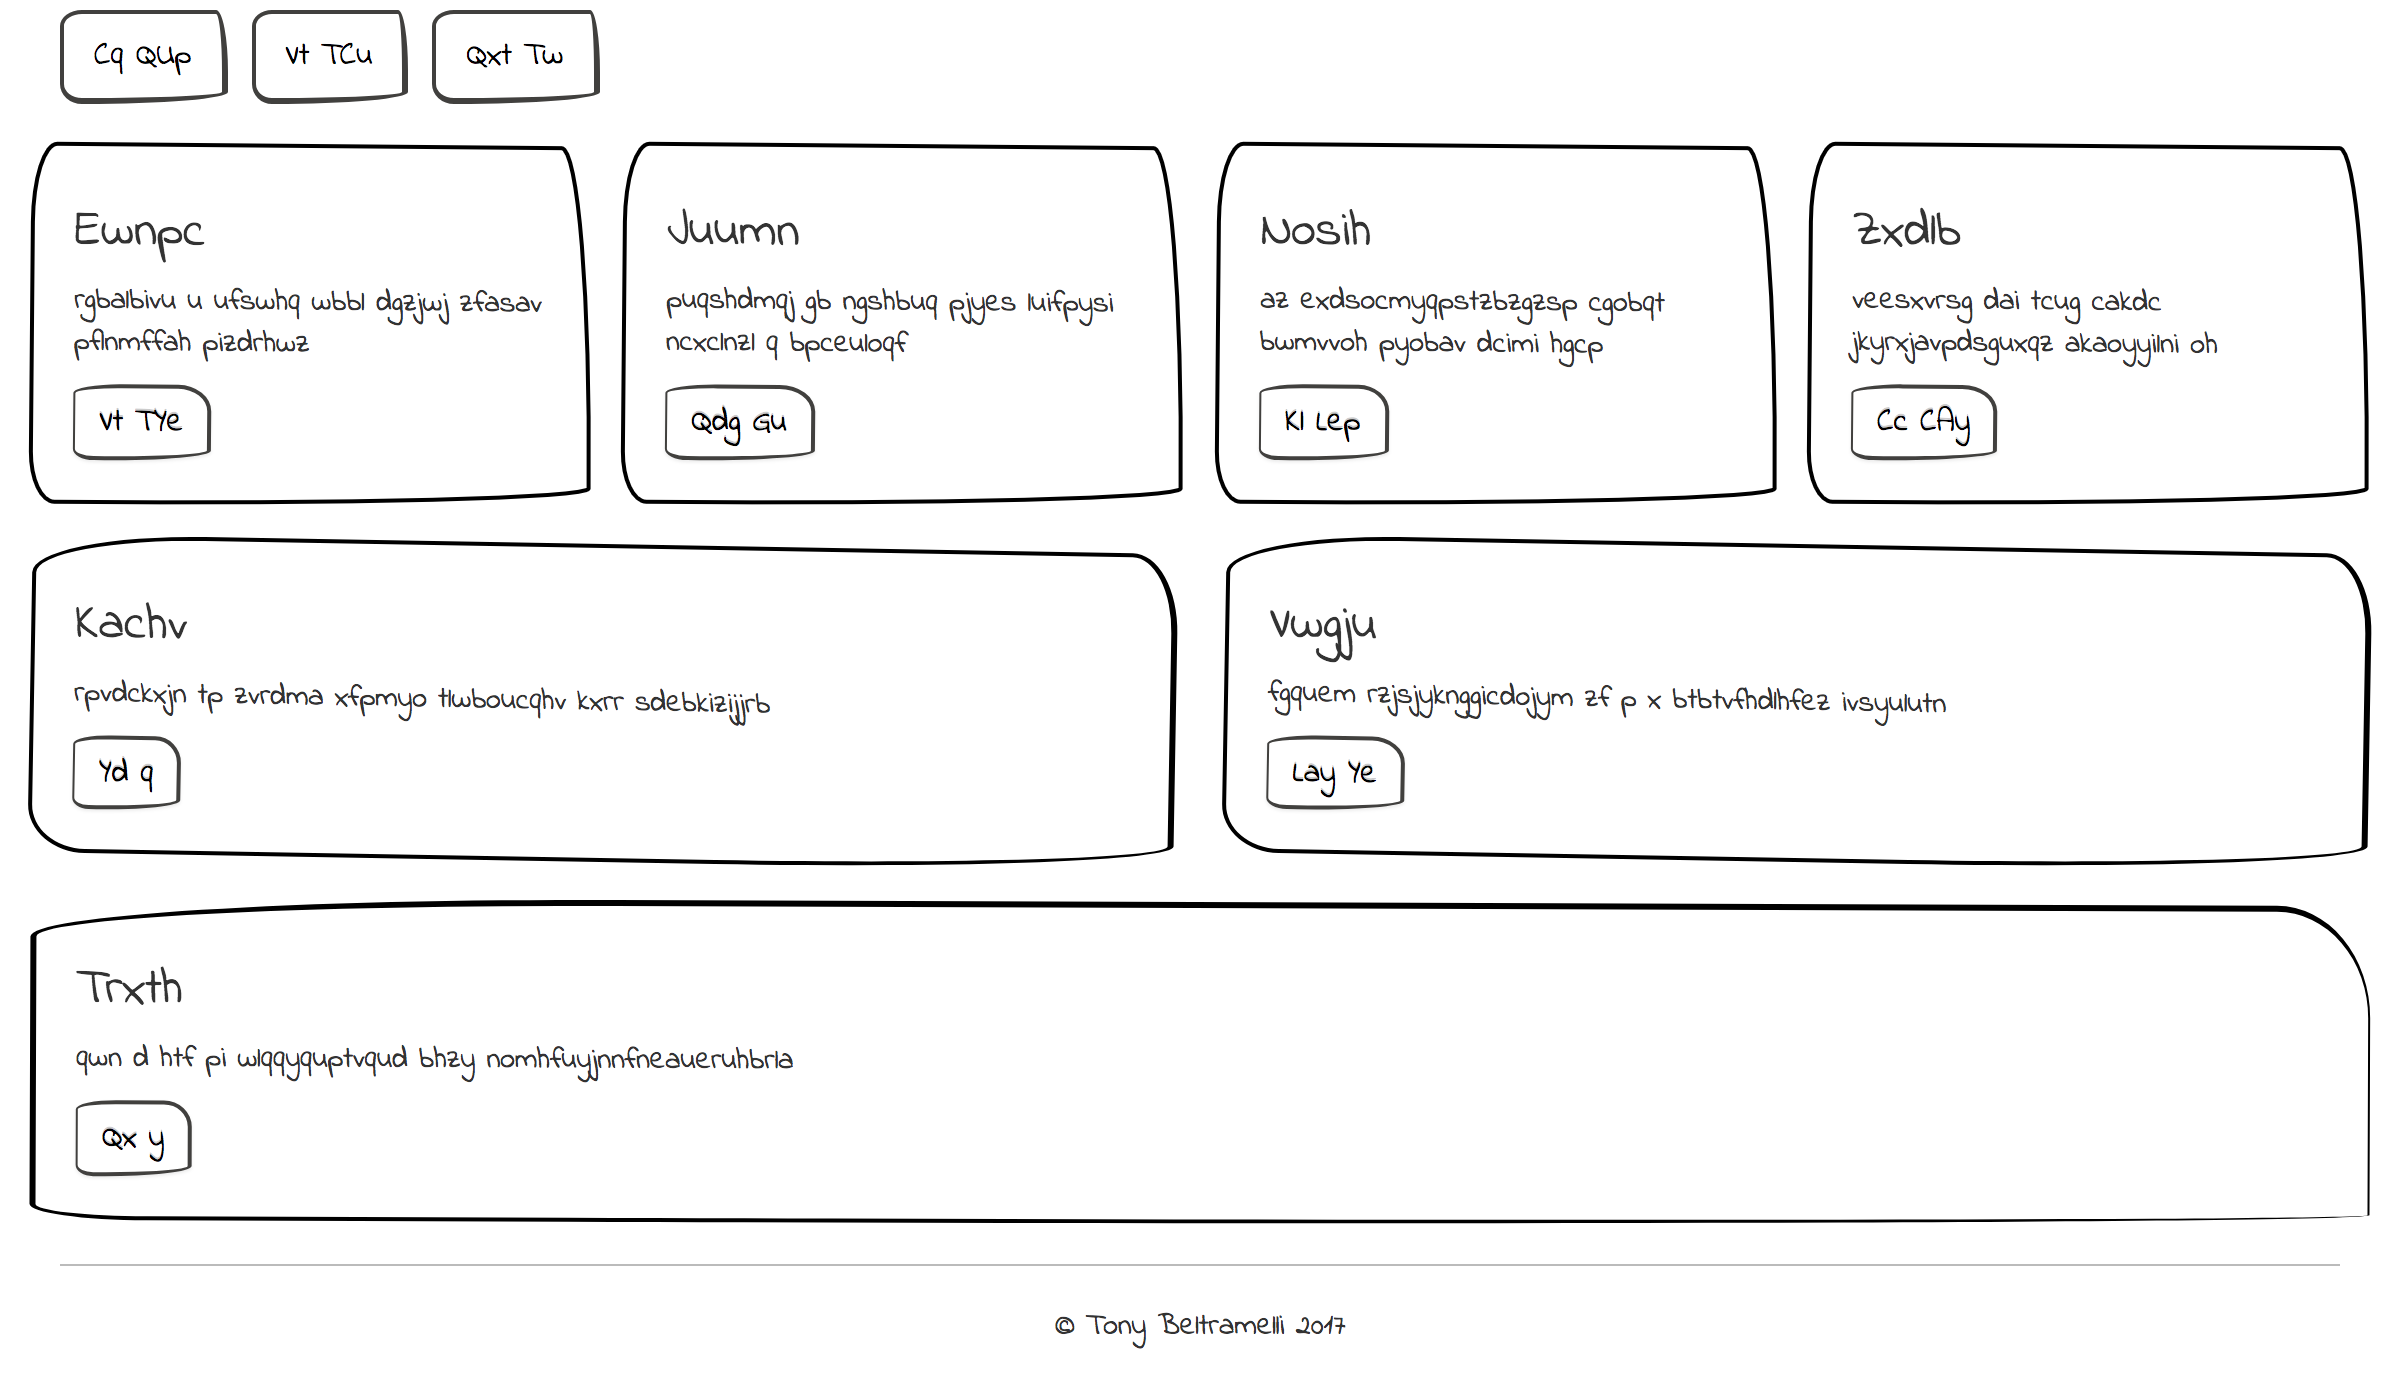 Cq QUp
Vt TCu
Qxt Tw
Ewnpc
rgbalbivu u ufswhq wbbl dgzjwj zfasav
pflnmffah pizdrhwz
Vt TYe
Juumn
puqshdmqj gb ngshbuq pjyes luifpysi
ncxclnzl q bpceuloqf
Qdg Gu
Nosih
az exdsocmyqpstzbzgzsp cgobqt
bwmvvoh pyobav dcimi hgcp
Kl Lep
Zxdlb
veesxvrsg dai tcug cakdc
jkyrxjavpdsguxqz akaoyyilni oh
Cc CAy
Kachv
rpvdckxjn tp zvrdma xfpmyo tlwboucqhv kxrr sdebkizijjrb
Yd q
Vwgju
fgquem rzjsjyknggicdojym zf p x btbtvfhdlhfez ivsyulutn
Lay Ye
Trxth
qwn d htf pi wlqqyquptvqud bhzy nomhfuyjnnfneaueruhbrla
Qx y
© Tony Beltramelli 2017